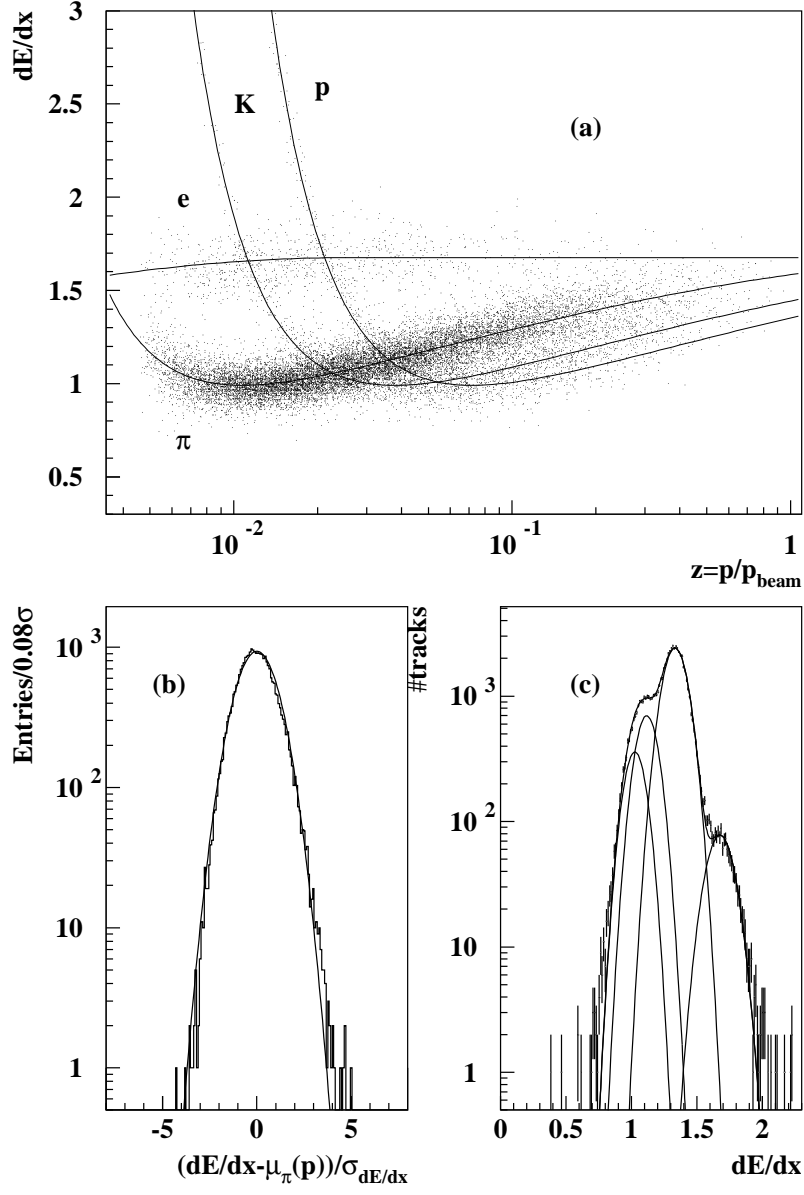 dE/dx
3
2.5
2
1.5
1
0.5
K
p
e
π
(a)
10^-2
10^-1
1
z=p/p_beam
Entries/0.08σ
10^3
10^2
10
1
(b)
-5
0
5
(dE/dx-μ_π(p))/σ_dE/dx
#tracks
10^3
10^2
10
1
(c)
0
0.5
1
1.5
2
dE/dx